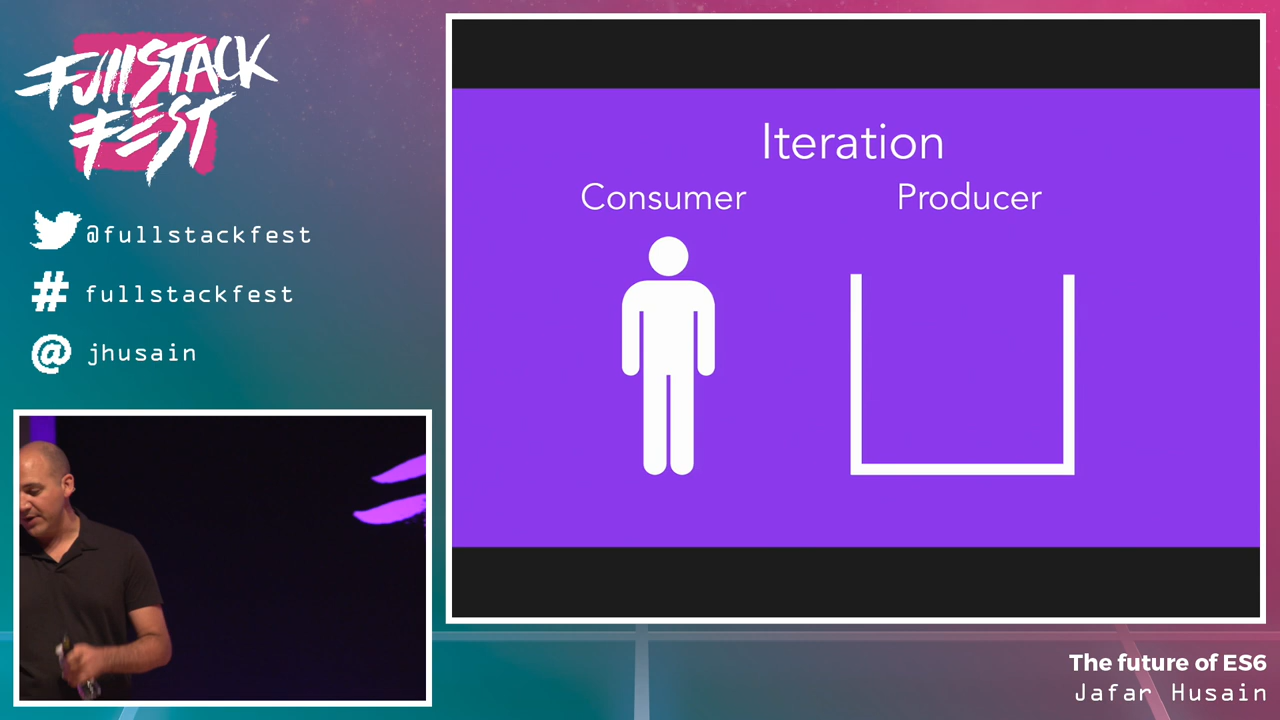 FullStack
Fest
@fullstackfest
# fullstackfest
@ jhusain
Iteration
Consumer Producer
The future of ES6
Jafar Husain